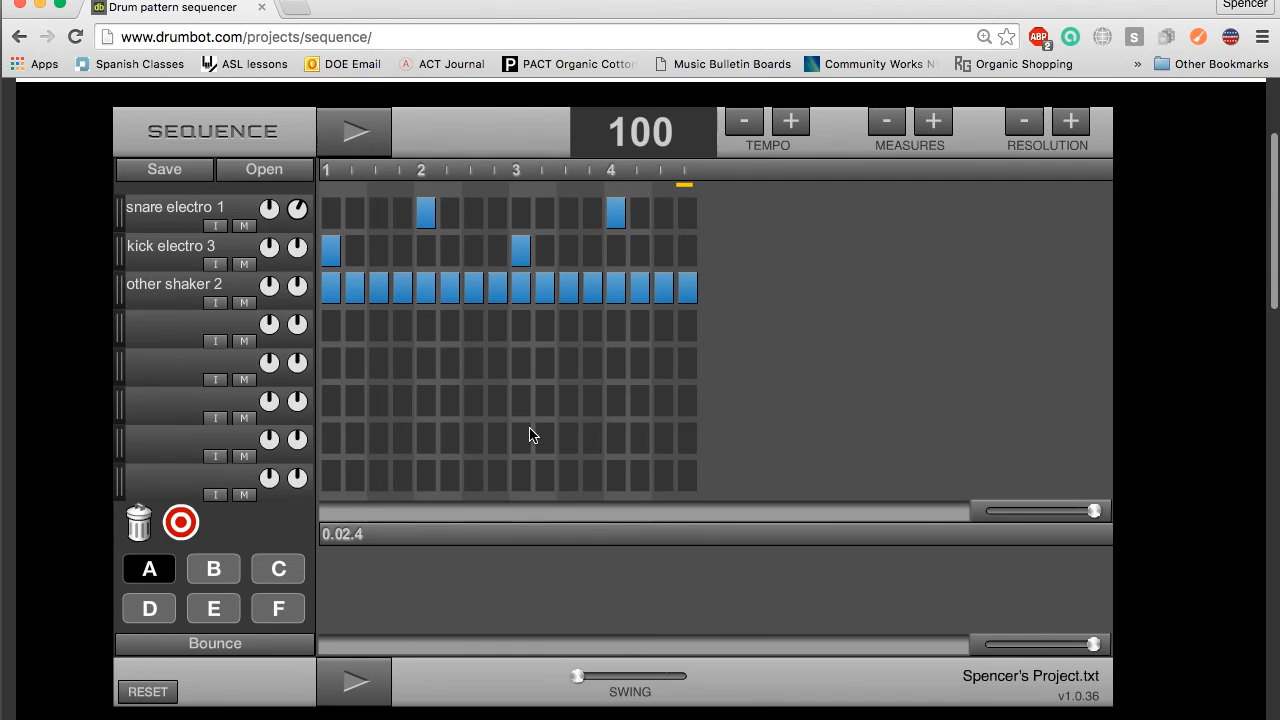 Drum pattern sequencer
Spencer
www.drumbot.com/projects/sequence/
ABP
2
S
Apps
Spanish Classes
ASL lessons
DOE Email
ACT Journal
PACT Organic Cotton
Music Bulletin Boards
Community Works N
Organic Shopping
»
Other Bookmarks
SEQUENCE
100
- +
TEMPO
- +
MEASURES
- +
RESOLUTION
Save
Open
1 2 3 4
snare electro 1
I M
kick electro 3
I M
other shaker 2
I M
I M
I M
I M
I M
I M
0.02.4
A B C
D E F
Bounce
RESET
SWING
Spencer's Project.txt
v1.0.36